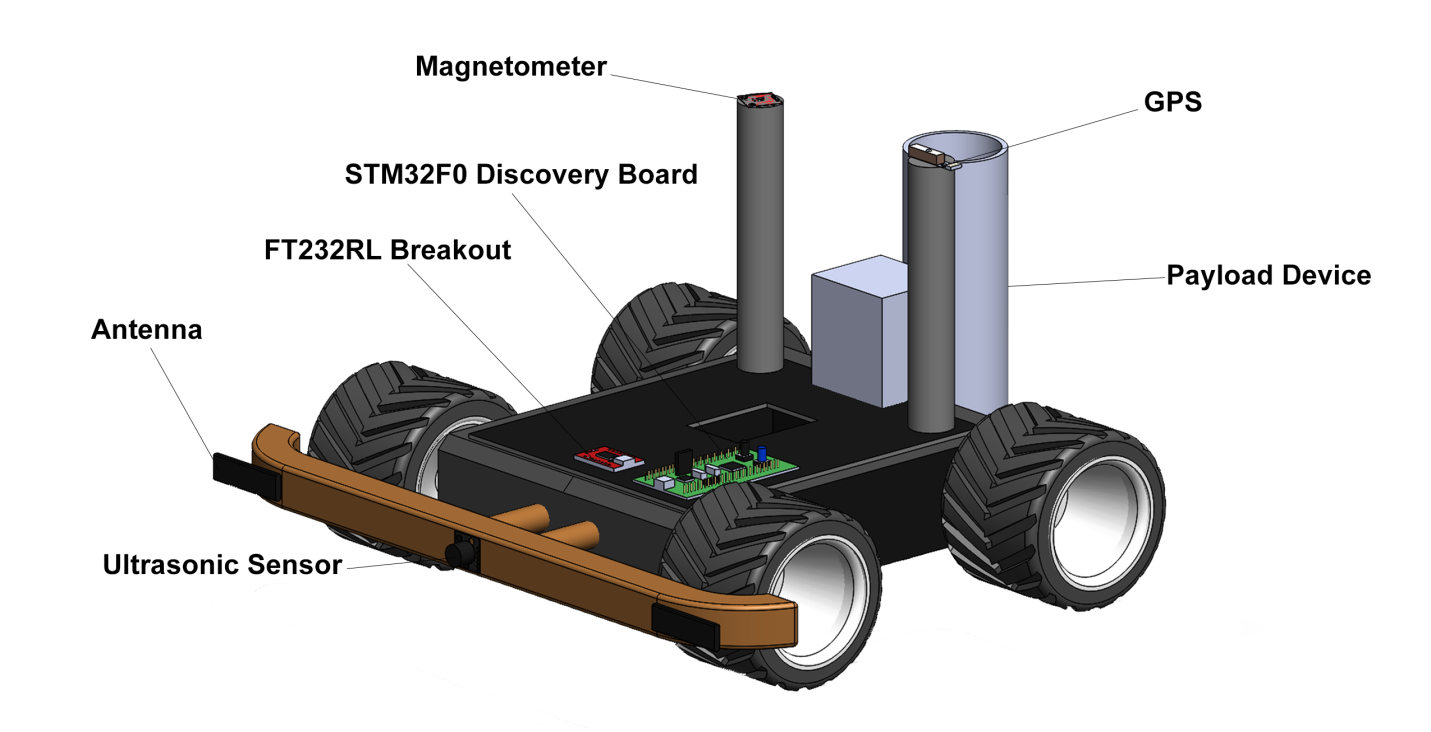 Magnetometer
GPS
STM32F0 Discovery Board
FT232RL Breakout
Payload Device
Antenna
Ultrasonic Sensor